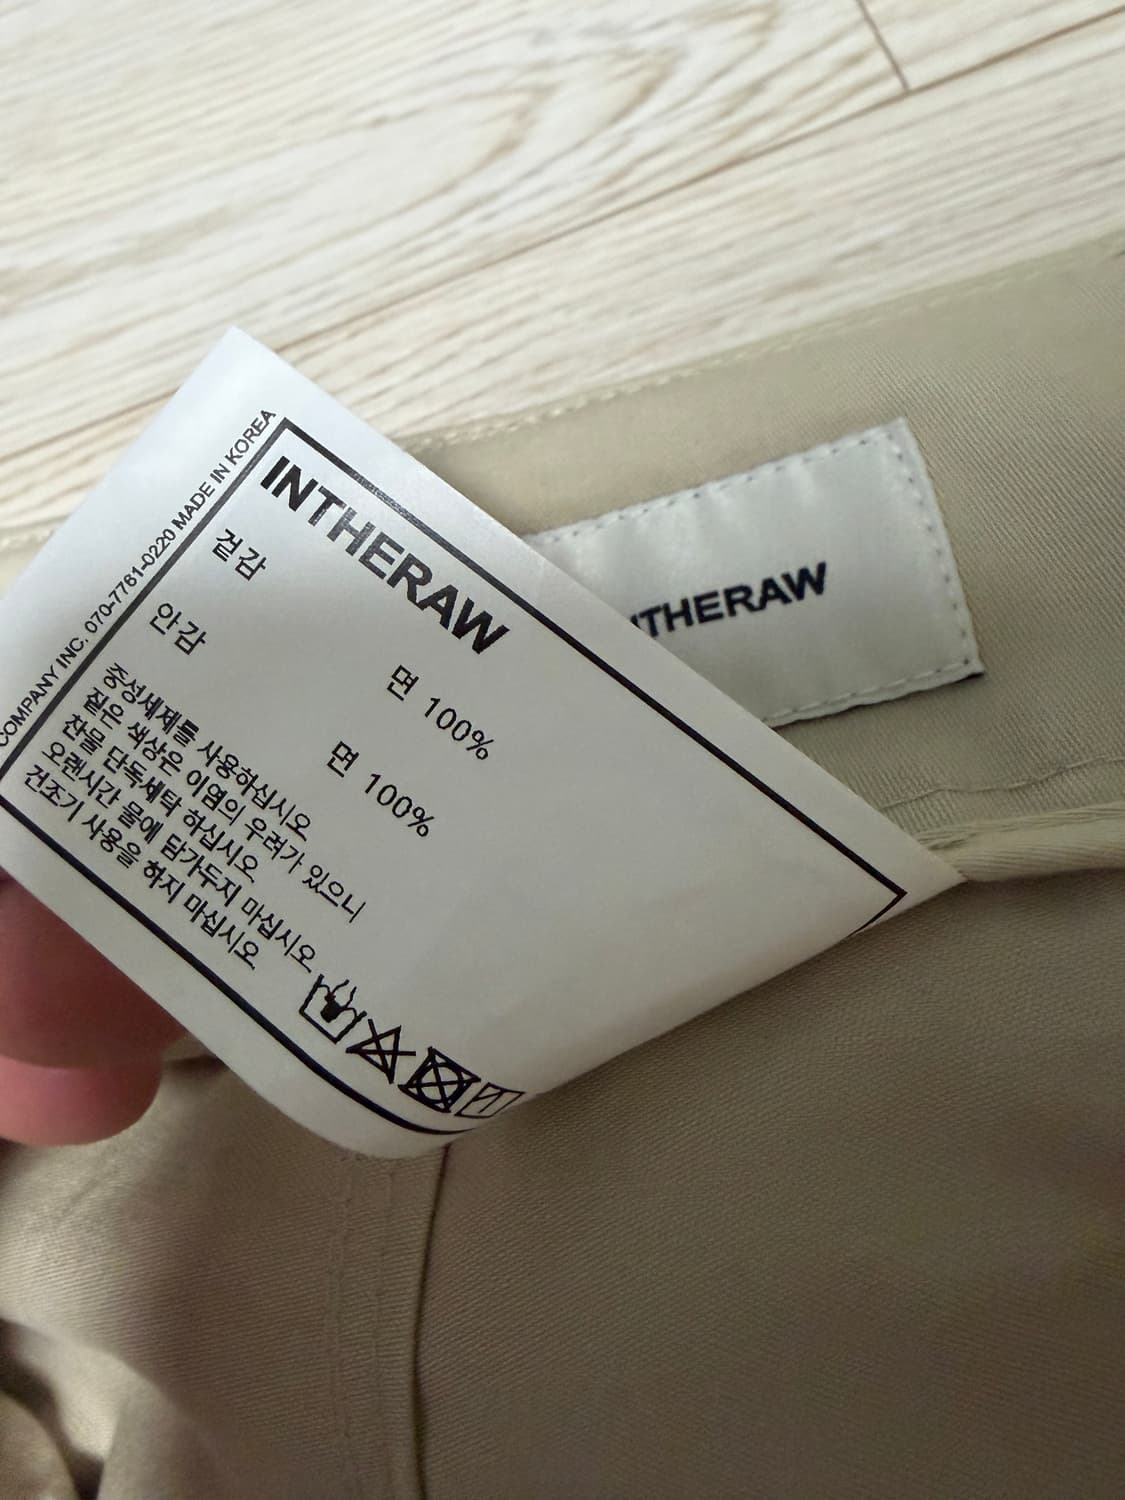 INTHERAW
겉감 면 100%
안감 면 100%
중성세제를 사용하십시오
짙은 색상은 이염의 우려가 있으니
찬물 단독세탁 하십시오
오랜시간 물에 담가두지 마십시오
건조기 사용을 하지 마십시오
COMPANY INC. 070-7761-0220 MADE IN KOREA
NTHERAW